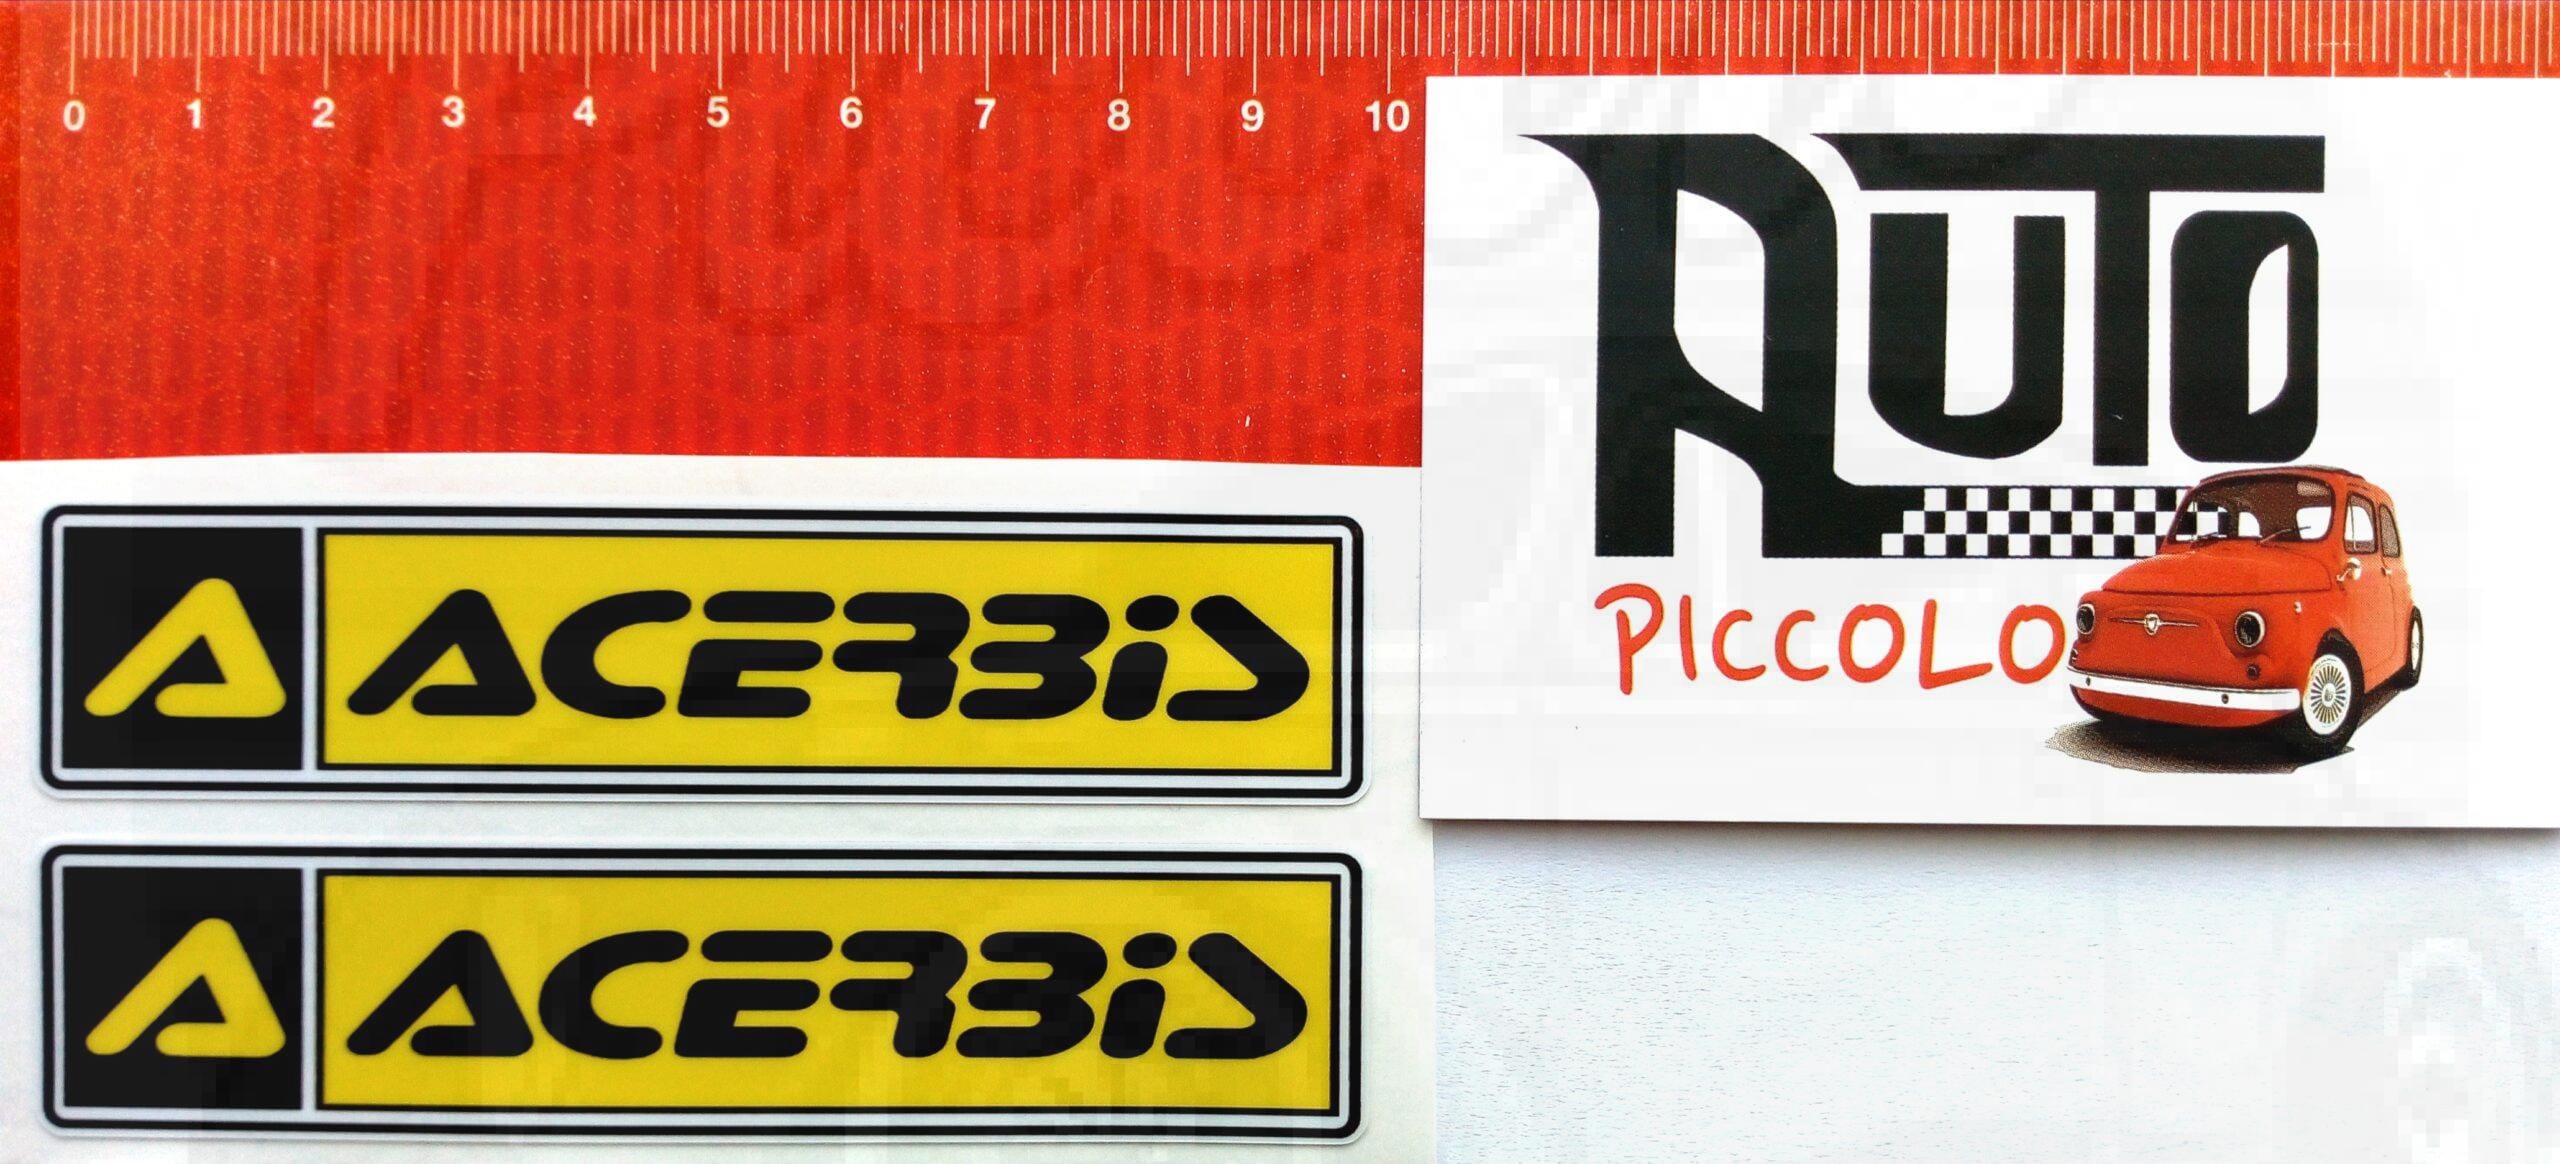 0 1 2 3 4 5 6 7 8 9 10
AUTO
PICCOLO
A ACERBIS
A ACERBIS